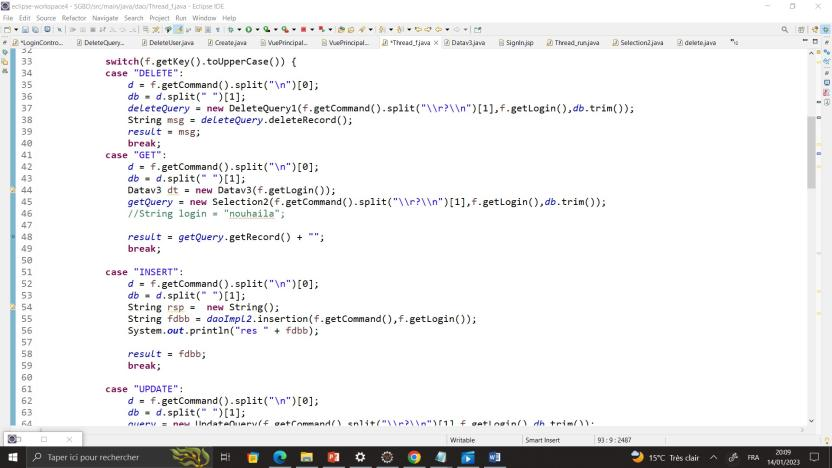 eclipse-workspace4 - SGBD/src/main/java/dao/Thread_f.java - Eclipse IDE
File Edit Source Refactor Navigate Search Project Run Window Help
*LoginContro... DeleteQuery... DeleteUser.java Create.java VuePrincipal... VuePrincipal... *Thread_f.java Datav3.java SignIn.jsp Thread_run.java Selection2.java delete.java
32
33 switch(f.getKey().toUpperCase()) {
34 case "DELETE":
35 d = f.getCommand().split("\n")[0];
36 db = d.split(" ")[1];
37 deleteQuery = new DeleteQuery1(f.getCommand().split("\\r?\\n")[1],f.getLogin(),db.trim());
38 String msg = deleteQuery.deleteRecord();
39 result = msg;
40 break;
41 case "GET":
42 d = f.getCommand().split("\n")[0];
43 db = d.split(" ")[1];
44 Datav3 dt = new Datav3(f.getLogin());
45 getQuery = new Selection2(f.getCommand().split("\\r?\\n")[1],f.getLogin(),db.trim());
46 //String login = "nouhaila";
47
48 result = getQuery.getRecord() + "";
49 break;
50
51 case "INSERT":
52 d = f.getCommand().split("\n")[0];
53 db = d.split(" ")[1];
54 String rsp =  new String();
55 String fdbb = daoImpl2.insertion(f.getCommand(),f.getLogin());
56 System.out.println("res " + fdbb);
57
58 result = fdbb;
59 break;
60
61 case "UPDATE":
62 d = f.getCommand().split("\n")[0];
63 db = d.split(" ")[1];
64 query = new UpdateQuery(f.getCommand().split("\\r?\\n")[1],f.getLogin(),db.trim());
Writable Smart Insert 93 : 9 : 2487
Taper ici pour rechercher 15°C Très clair FRA 20:09
14/01/2023